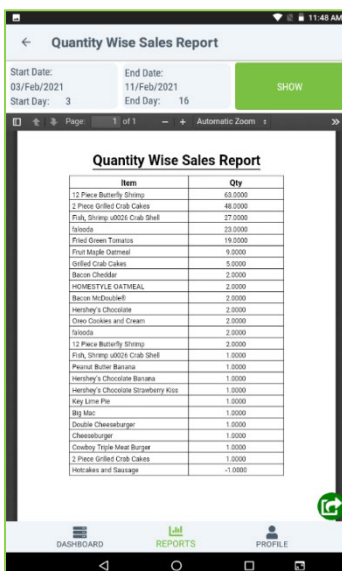 11:48 AM
Quantity Wise Sales Report
Start Date:
03/Feb/2021
Start Day: 3
End Date:
11/Feb/2021
End Day: 16
SHOW
Page: 1 of 1 − + Automatic Zoom
Quantity Wise Sales Report
Item Qty
12 Piece Butterfly Shrimp 63.0000
2 Piece Grilled Crab Cakes 48.0000
Fish, Shrimp u0026 Crab Shell 27.0000
falooda 23.0000
Fried Green Tomatos 19.0000
Fruit Maple Oatmeal 9.0000
Grilled Crab Cakes 5.0000
Bacon Cheddar 2.0000
HOMESTYLE OATMEAL 2.0000
Bacon McDouble® 2.0000
Hershey's Chocolate 2.0000
Oreo Cookies and Cream 2.0000
falooda 2.0000
12 Piece Butterfly Shrimp 2.0000
Fish, Shrimp u0026 Crab Shell 1.0000
Peanut Butter Banana 1.0000
Hershey's Chocolate Banana 1.0000
Hershey's Chocolate Strawberry Kiss 1.0000
Key Lime Pie 1.0000
Big Mac 1.0000
Double Cheeseburger 1.0000
Cheeseburger 1.0000
Cowboy Triple Meat Burger 1.0000
2 Piece Grilled Crab Cakes 1.0000
Hotcakes and Sausage -1.0000
DASHBOARD
REPORTS
PROFILE